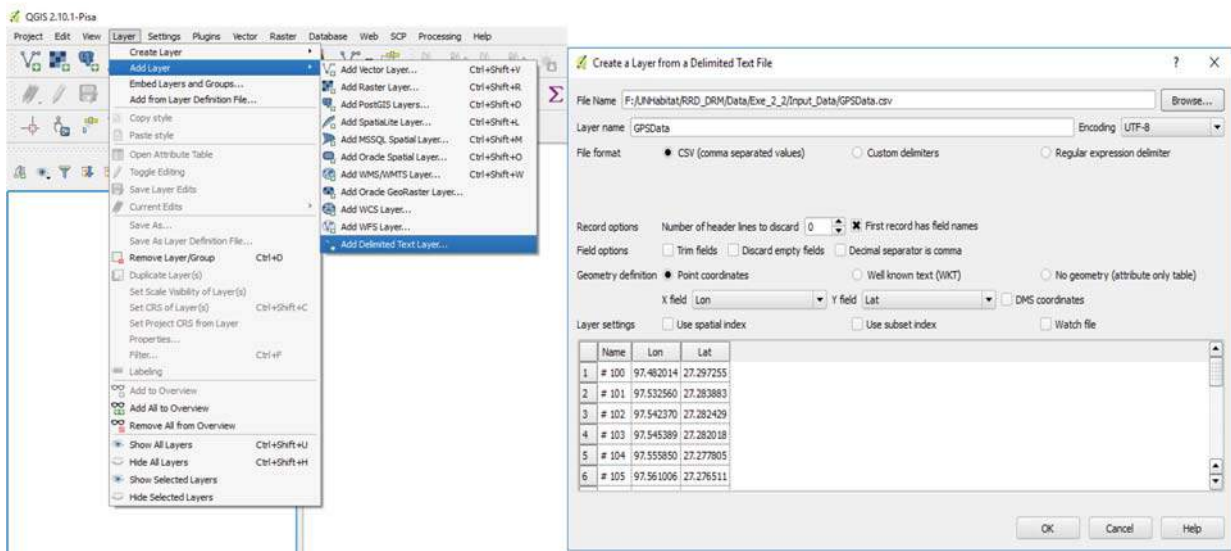 QGIS 2.10.1-Pisa
Project Edit View Layer Settings Plugins Vector Raster Database Web SCP Processing Help
Create Layer
Add Layer
Embed Layers and Groups...
Add from Layer Definition File...
Copy style
Paste style
Open Attribute Table
Toggle Editing
Save Layer Edits
Current Edits
Save As...
Save As Layer Definition File...
Remove Layer/Group Ctrl+D
Duplicate Layer(s)
Set Scale Visibility of Layer(s)
Set CRS of Layer(s) Ctrl+Shift+C
Set Project CRS from Layer
Properties...
Filter... Ctrl+F
Labeling
Add to Overview
Add All to Overview
Remove All from Overview
Show All Layers Ctrl+Shift+U
Hide All Layers Ctrl+Shift+H
Show Selected Layers
Hide Selected Layers
Add Vector Layer... Ctrl+Shift+V
Add Raster Layer... Ctrl+Shift+R
Add PostGIS Layers... Ctrl+Shift+D
Add SpatiaLite Layer... Ctrl+Shift+L
Add MSSQL Spatial Layer... Ctrl+Shift+M
Add Oracle Spatial Layer... Ctrl+Shift+O
Add WMS/WMTS Layer... Ctrl+Shift+W
Add Oracle GeoRaster Layer...
Add WCS Layer...
Add WFS Layer...
Add Delimited Text Layer...
Σ
Create a Layer from a Delimited Text File ? X
File Name F:/UNHabitat/RRD_DRM/Data/Exe_2_2/Input_Data/GPSData.csv Browse...
Layer name GPSData Encoding UTF-8
File format CSV (comma separated values) Custom delimiters Regular expression delimiter
Record options Number of header lines to discard 0 First record has field names
Field options Trim fields Discard empty fields Decimal separator is comma
Geometry definition Point coordinates Well known text (WKT) No geometry (attribute only table)
X field Lon Y field Lat DMS coordinates
Layer settings Use spatial index Use subset index Watch file
Name Lon Lat
1 # 100 97.482014 27.297255
2 # 101 97.532560 27.283883
3 # 102 97.542370 27.282429
4 # 103 97.545389 27.282018
5 # 104 97.555850 27.277805
6 # 105 97.561006 27.276511
OK Cancel Help